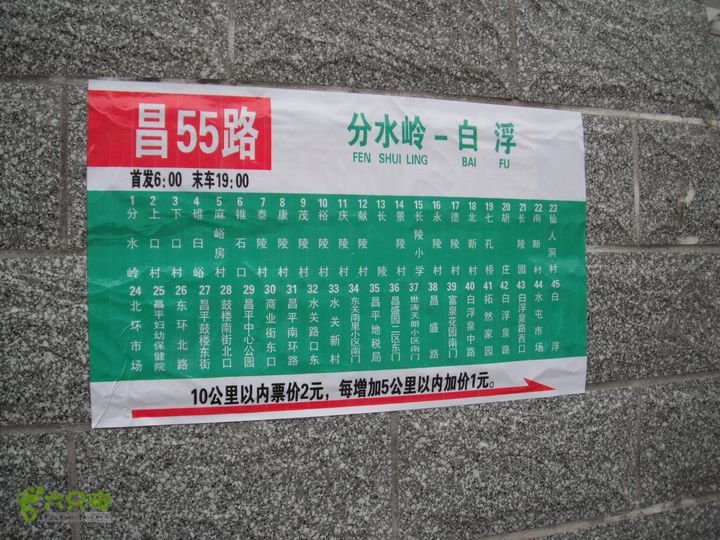 昌55路
分水岭－白浮
FEN SHUI LING BAI FU
首发6:00 末车19:00
1 分水岭
2 上口村
3 下口村
4 碓臼峪
5 麻峪房村
6 锥石口
7 泰陵村
8 康陵村
9 茂陵村
10 裕陵村
11 庆陵村
12 献陵村
13 长陵
14 景陵村
15 长陵小学
16 永陵村
17 德陵村
18 北新村
19 七孔桥
20 胡庄
21 长陵园
22 南新村
23 仙人洞村
24 北环市场
25 昌平妇幼保健院
26 东环北路
27 昌平鼓楼东街
28 鼓楼南街北口
29 昌平中心公园
30 商业街东口
31 昌平南环路
32 水关路口东
33 水关新村
34 东关南里小区南门
35 昌平地税局
36 昌盛园二区东门
37 世涛天朗小区南门
38 昌盛路
39 富泉花园南门
40 白浮泉中路
41 拓然家园
42 白浮泉路
43 白浮泉路西口
44 水屯市场
45 白浮
10公里以内票价2元，每增加5公里以内加价1元。
六只脚